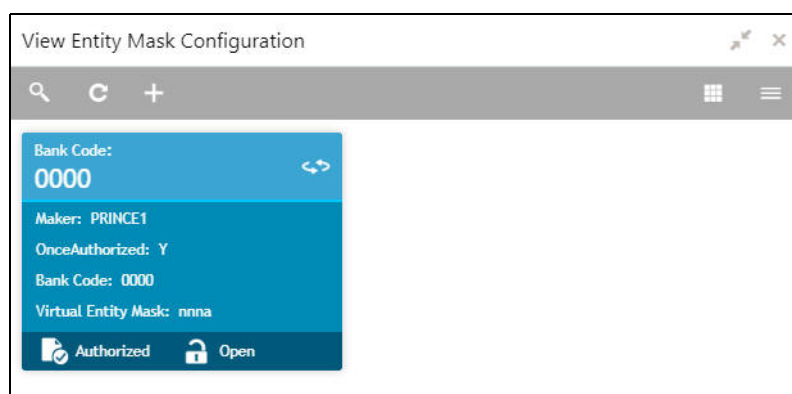 View Entity Mask Configuration
Bank Code:
0000
Maker: PRINCE1
OnceAuthorized: Y
Bank Code: 0000
Virtual Entity Mask: nnna
Authorized Open